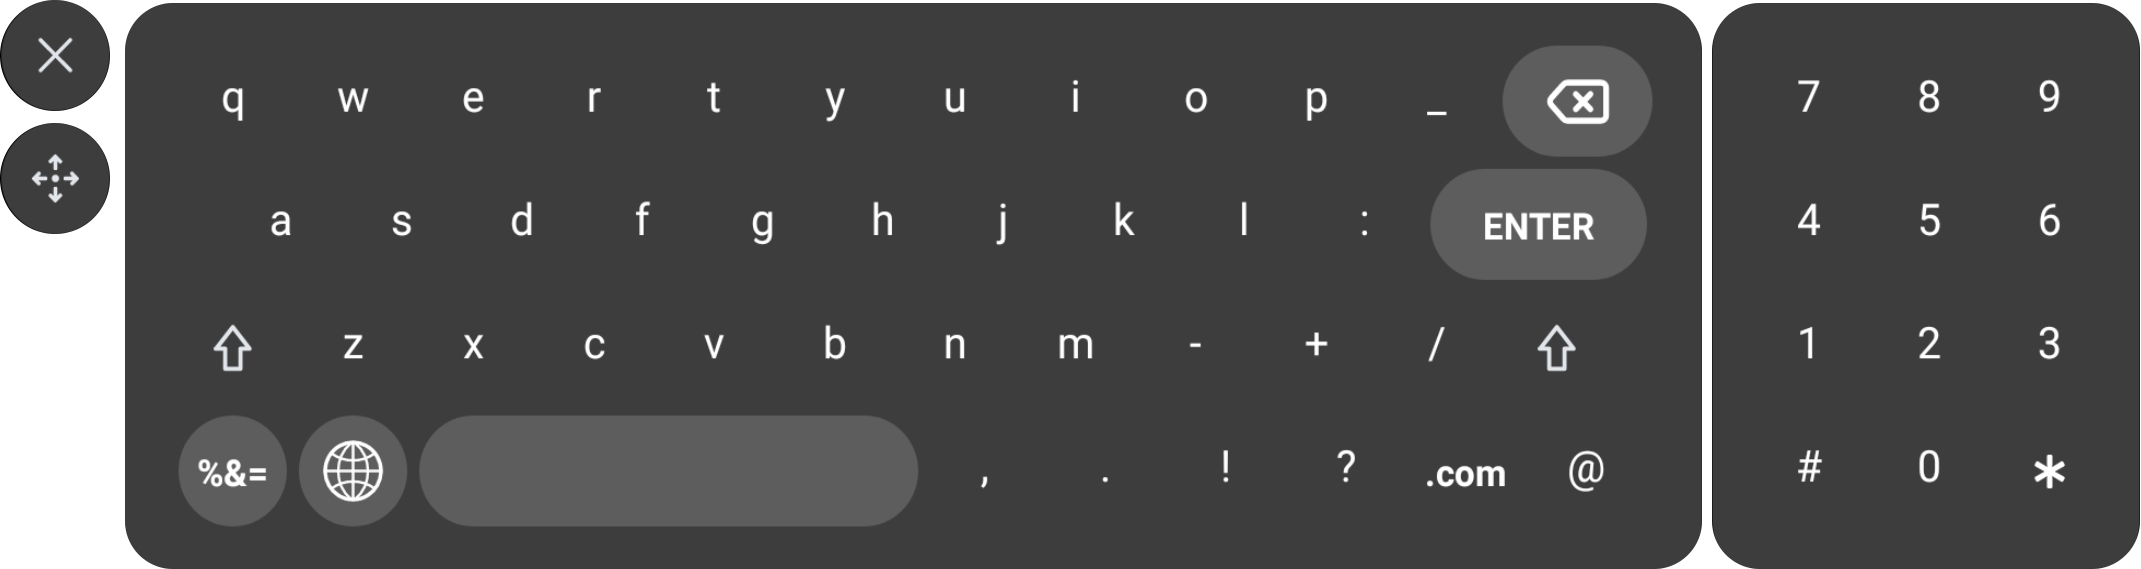 q w e r t y u i o p _ 7 8 9
a s d f g h j k l : ENTER 4 5 6
z x c v b n m - + / 1 2 3
%&= , . ! ? .com @ # 0 *